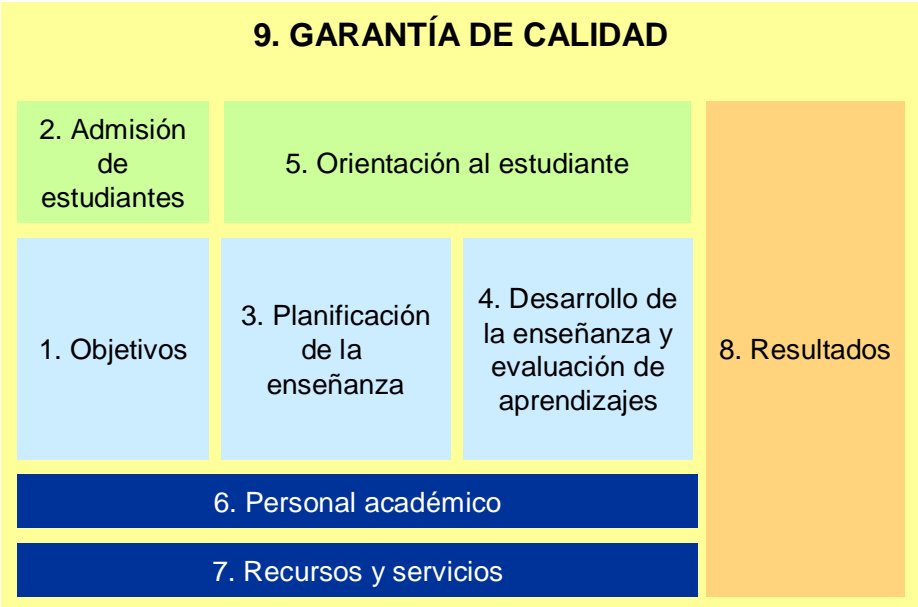 9. GARANTÍA DE CALIDAD
2. Admisión
de
estudiantes
5. Orientación al estudiante
1. Objetivos
3. Planificación
de la
enseñanza
4. Desarrollo de
la enseñanza y
evaluación de
aprendizajes
8. Resultados
6. Personal académico
7. Recursos y servicios